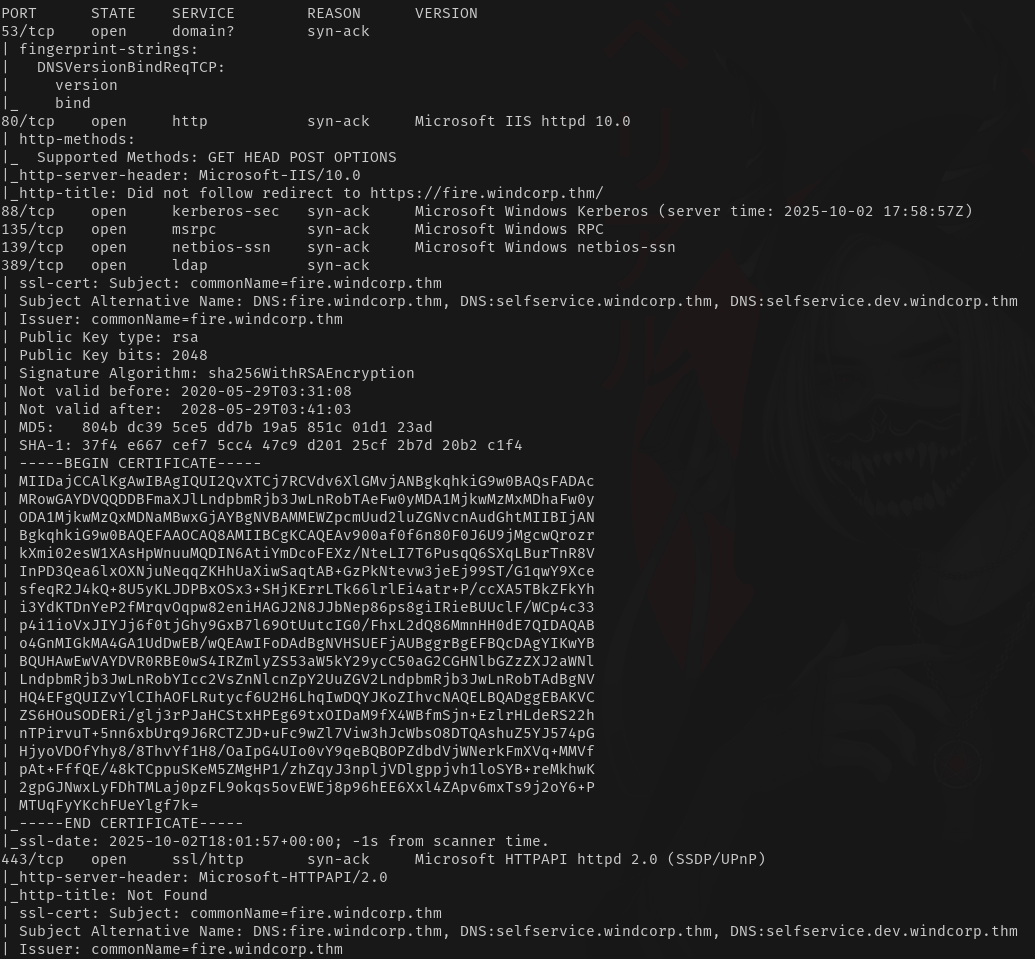 PORT      STATE    SERVICE        REASON      VERSION
53/tcp    open     domain?        syn-ack
| fingerprint-strings:
|   DNSVersionBindReqTCP:
|     version
|_    bind
80/tcp    open     http           syn-ack     Microsoft IIS httpd 10.0
| http-methods:
|_  Supported Methods: GET HEAD POST OPTIONS
|_http-server-header: Microsoft-IIS/10.0
|_http-title: Did not follow redirect to https://fire.windcorp.thm/
88/tcp    open     kerberos-sec   syn-ack     Microsoft Windows Kerberos (server time: 2025-10-02 17:58:57Z)
135/tcp   open     msrpc          syn-ack     Microsoft Windows RPC
139/tcp   open     netbios-ssn    syn-ack     Microsoft Windows netbios-ssn
389/tcp   open     ldap           syn-ack
| ssl-cert: Subject: commonName=fire.windcorp.thm
| Subject Alternative Name: DNS:fire.windcorp.thm, DNS:selfservice.windcorp.thm, DNS:selfservice.dev.windcorp.thm
| Issuer: commonName=fire.windcorp.thm
| Public Key type: rsa
| Public Key bits: 2048
| Signature Algorithm: sha256WithRSAEncryption
| Not valid before: 2020-05-29T03:31:08
| Not valid after:  2028-05-29T03:41:03
| MD5:   804b dc39 5ce5 dd7b 19a5 851c 01d1 23ad
| SHA-1: 37f4 e667 cef7 5cc4 47c9 d201 25cf 2b7d 20b2 c1f4
| -----BEGIN CERTIFICATE-----
| MIIDajCCAlKgAwIBAgIQUI2QvXTCj7RCVdv6XlGMvjANBgkqhkiG9w0BAQsFADAc
| MRowGAYDVQQDDBFmaXJlLndpbmRjb3JwLnRobTAeFw0yMDA1MjkwMzMxMDhaFw0y
| ODA1MjkwMzQxMDNaMBwxGjAYBgNVBAMMEWZpcmUud2luZGNvcnAudGhtMIIBIjAN
| BgkqhkiG9w0BAQEFAAOCAQ8AMIIBCgKCAQEAv900af0f6n80F0J6U9jMgcwQrozr
| kXmi02esW1XAsHpWnuuMQDIN6AtiYmDcoFEXz/NteLI7T6PusqQ6SXqLBurTnR8V
| InPD3Qea6lxOXNjuNeqqZKHhUaXiwSaqtAB+GzPkNtevw3jeEj99ST/G1qwY9Xce
| sfeqR2J4kQ+8U5yKLJDPBxOSx3+SHjKErrLTk66lrlEi4atr+P/ccXA5TBkZFkYh
| i3YdKTDnYeP2fMrqvOqpw82eniHAGJ2N8JJbNep86ps8giIRieBUUclF/WCp4c33
| p4i1ioVxJIYJj6f0tjGhy9GxB7l69OtUutcIG0/FhxL2dQ86MmnHH0dE7QIDAQAB
| o4GnMIGkMA4GA1UdDwEB/wQEAwIFoDAdBgNVHSUEFjAUBggrBgEFBQcDAgYIKwYB
| BQUHAwEwVAYDVR0RBE0wS4IRZmlyZS53aW5kY29ycC50aG2CGHNlbGZzZXJ2aWNl
| LndpbmRjb3JwLnRobYIcc2VsZnNlcnZpY2UuZGV2LndpbmRjb3JwLnRobTAdBgNV
| HQ4EFgQUIZvYlCIhAOFLRutycf6U2H6LhqIwDQYJKoZIhvcNAQELBQADggEBAKVC
| ZS6HOuSODERi/glj3rPJaHCStxHPEg69txOIDaM9fX4WBfmSjn+EzlrHLdeRS22h
| nTPirvuT+5nn6xbUrq9J6RCTZJD+uFc9wZl7Viw3hJcWbsO8DTQAshuZ5YJ574pG
| HjyoVDOfYhy8/8ThvYf1H8/OaIpG4UIo0vY9qeBQBOPZdbdVjWNerkFmXVq+MMVf
| pAt+FffQE/48kTCppuSKeM5ZMgHP1/zhZqyJ3npljVDlgppjvh1loSYB+reMkhwK
| 2gpGJNwxLyFDhTMLaj0pzFL9okqs5ovEWEj8p96hEE6Xxl4ZApv6mxTs9j2oY6+P
| MTUqFyYKchFUeYlgf7k=
|_-----END CERTIFICATE-----
|_ssl-date: 2025-10-02T18:01:57+00:00; -1s from scanner time.
443/tcp   open     ssl/http       syn-ack     Microsoft HTTPAPI httpd 2.0 (SSDP/UPnP)
|_http-server-header: Microsoft-HTTPAPI/2.0
|_http-title: Not Found
| ssl-cert: Subject: commonName=fire.windcorp.thm
| Subject Alternative Name: DNS:fire.windcorp.thm, DNS:selfservice.windcorp.thm, DNS:selfservice.dev.windcorp.thm
| Issuer: commonName=fire.windcorp.thm